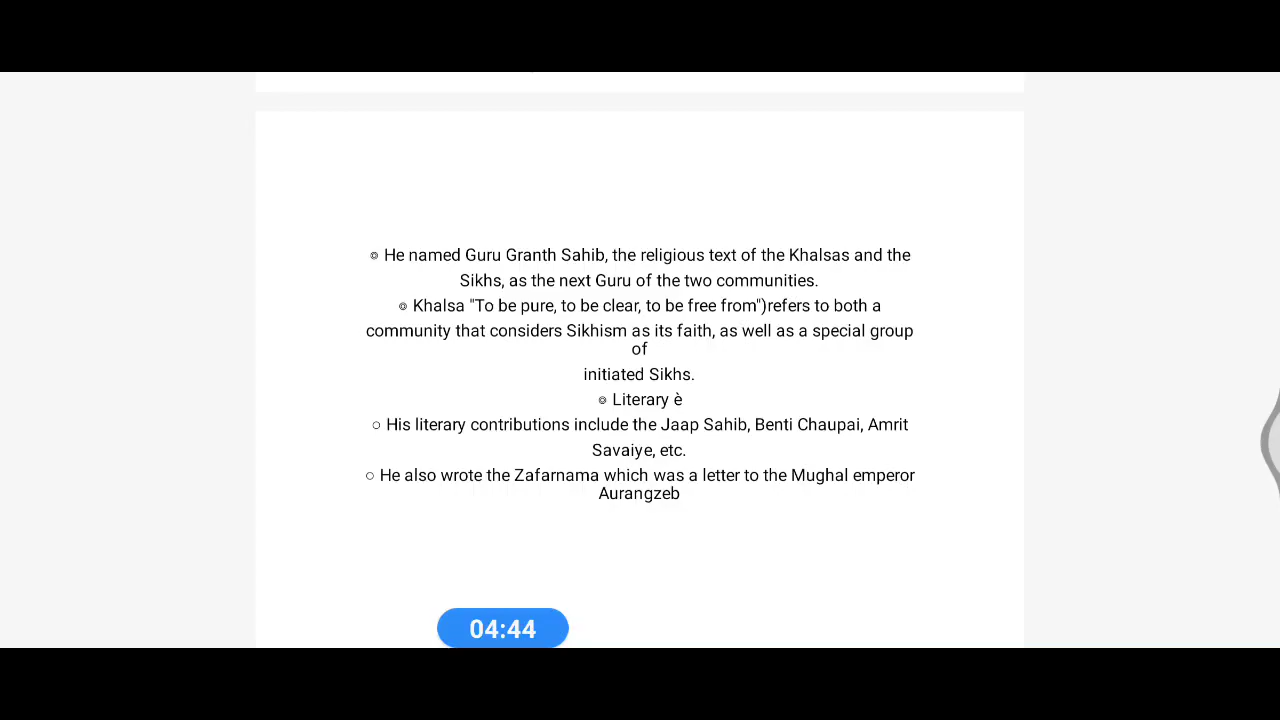 ⊚ He named Guru Granth Sahib, the religious text of the Khalsas and the
Sikhs, as the next Guru of the two communities.
⊚ Khalsa "To be pure, to be clear, to be free from")refers to both a
community that considers Sikhism as its faith, as well as a special group
of
initiated Sikhs.
⊚ Literary è
○ His literary contributions include the Jaap Sahib, Benti Chaupai, Amrit
Savaiye, etc.
○ He also wrote the Zafarnama which was a letter to the Mughal emperor
Aurangzeb
04:44